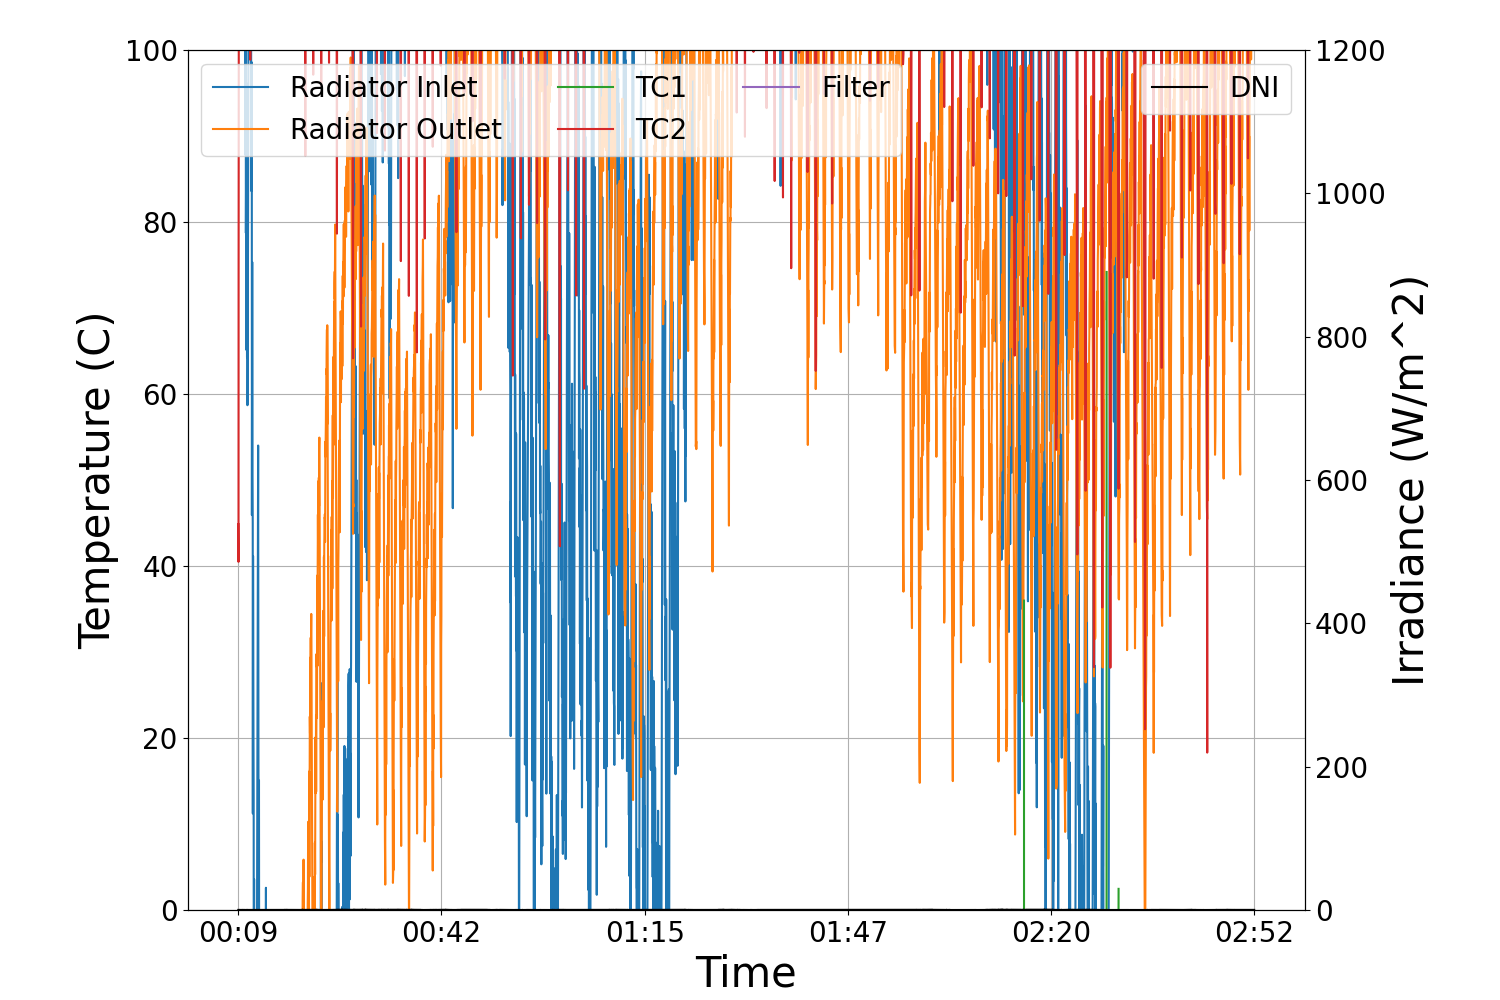 Radiator Inlet
Radiator Outlet
TC1
TC2
Filter
DNI
100
80
60
40
20
0
Temperature (C)
1200
1000
800
600
400
200
0
Irradiance (W/m^2)
00:09 00:42 01:15 01:47 02:20 02:52
Time